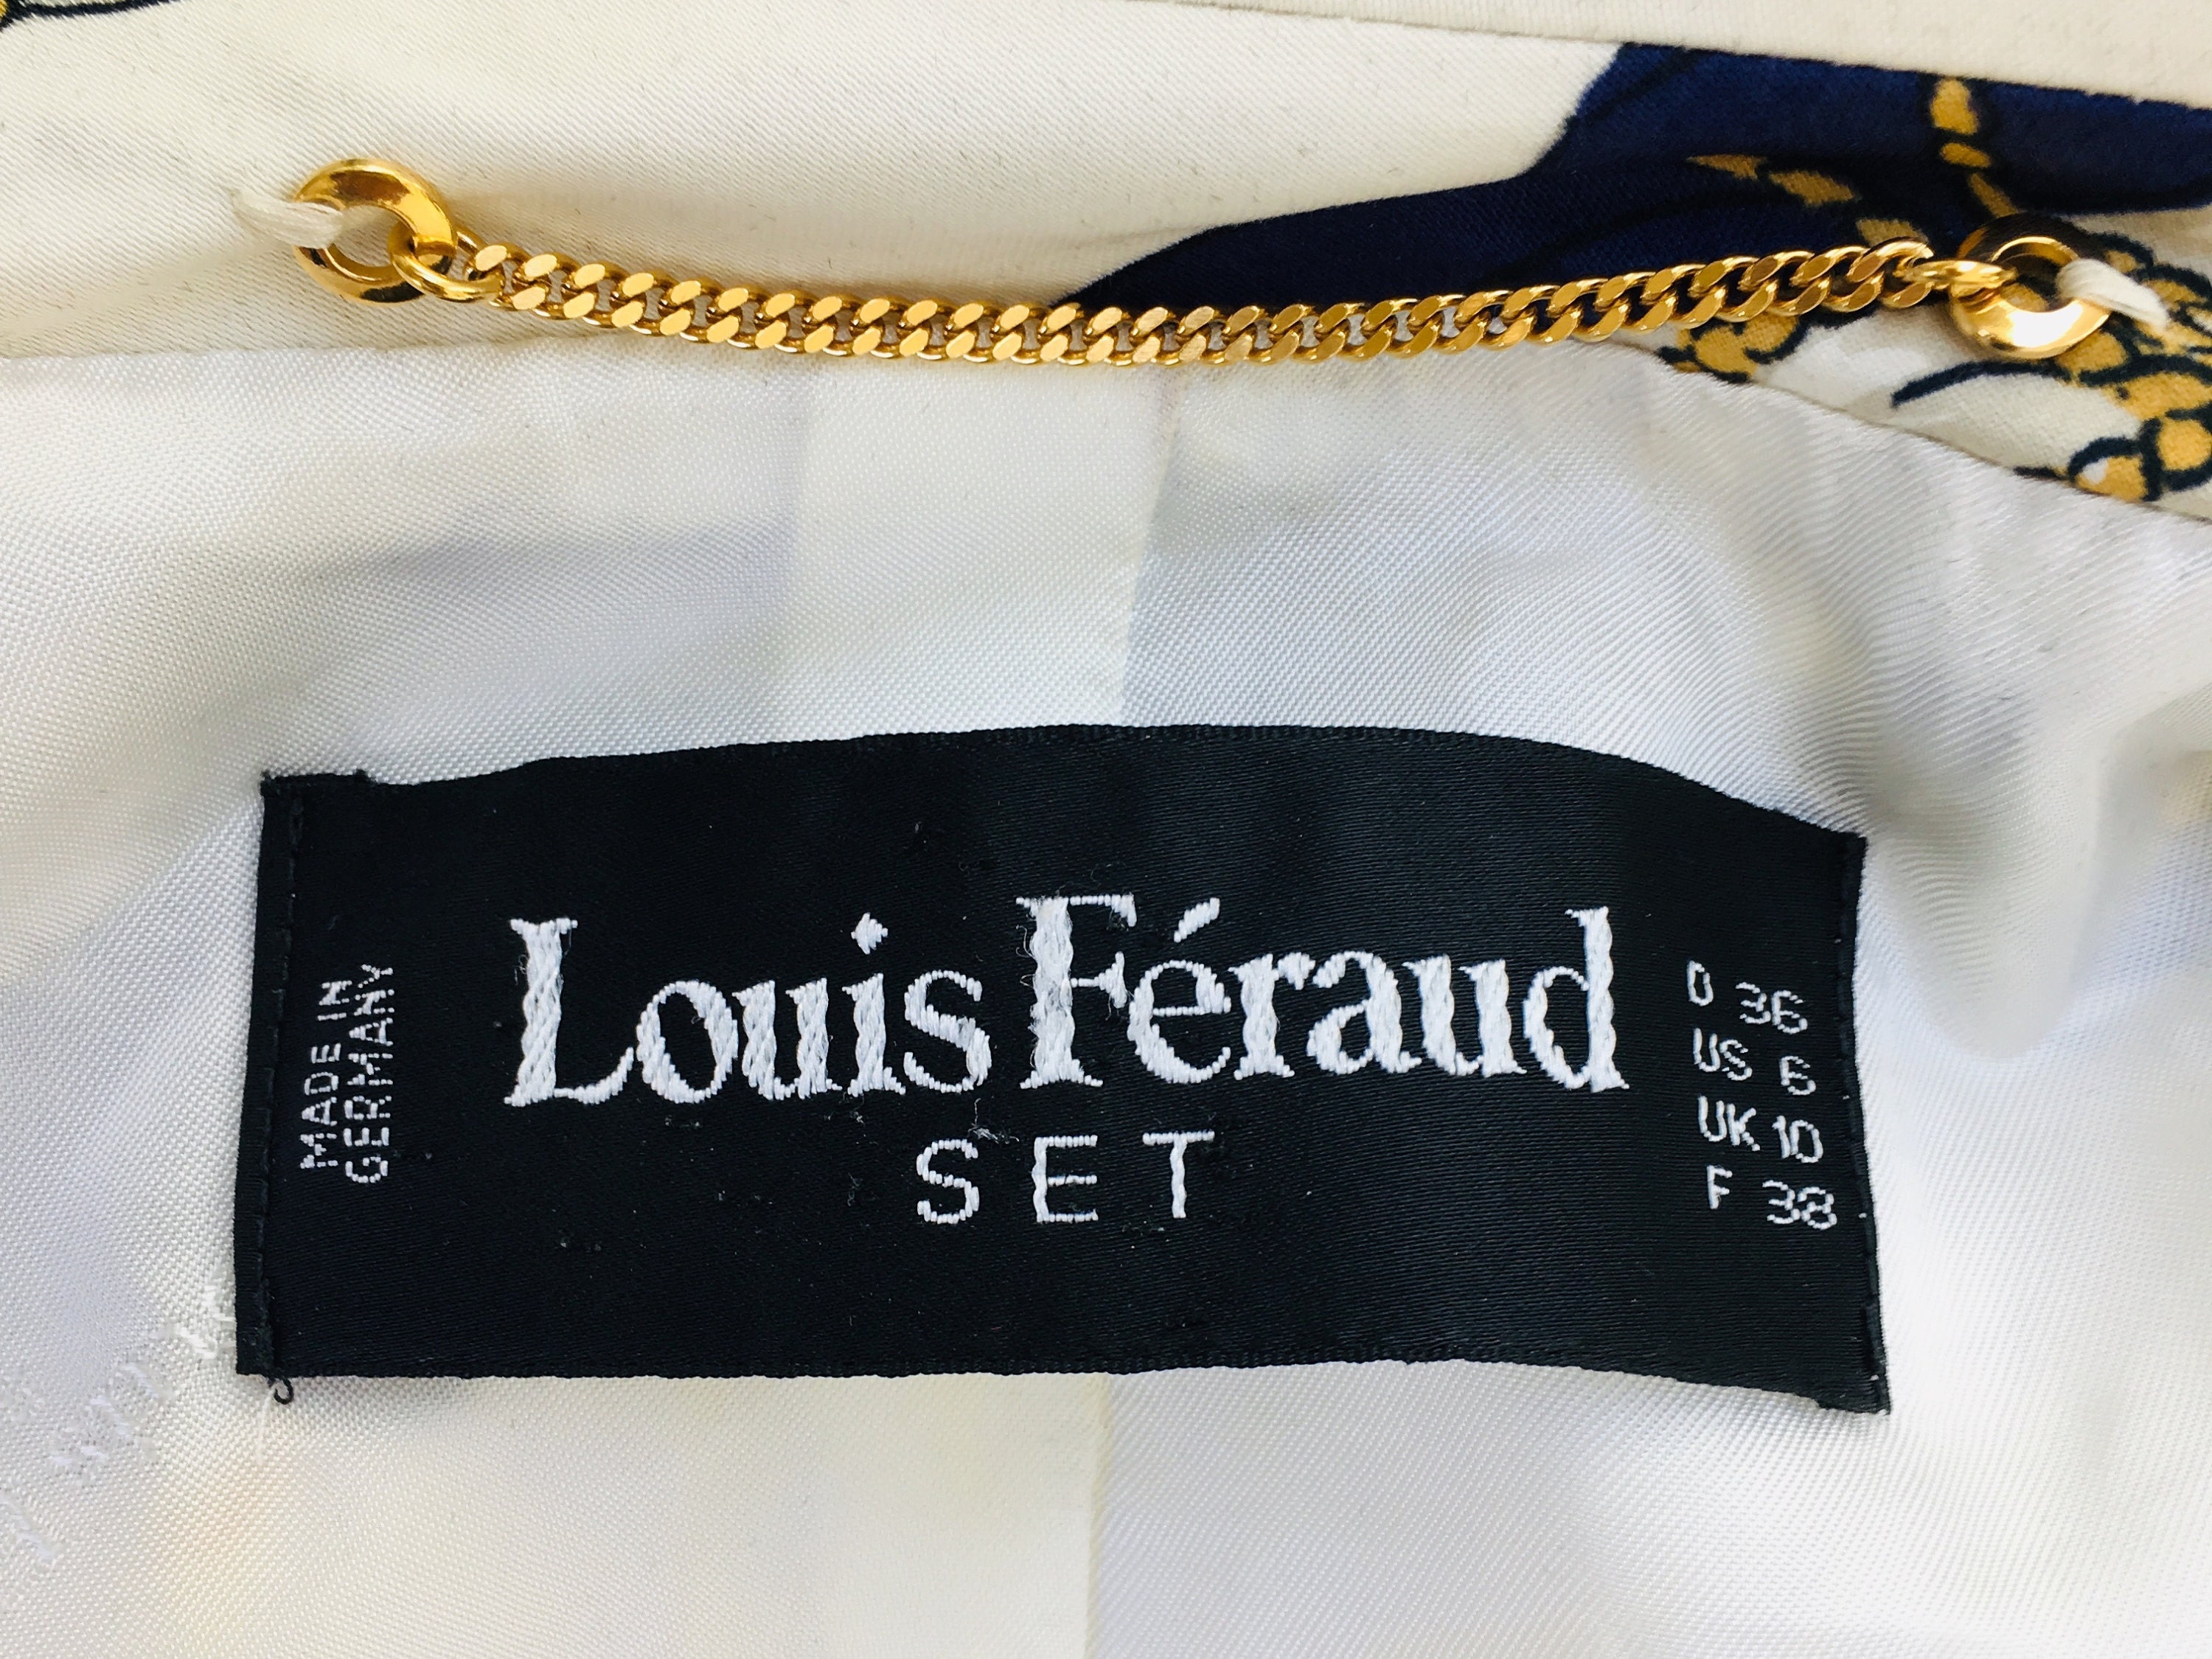 MADE IN
GERMANY
Louis Féraud
SET
D 36
US 6
UK 10
F 38